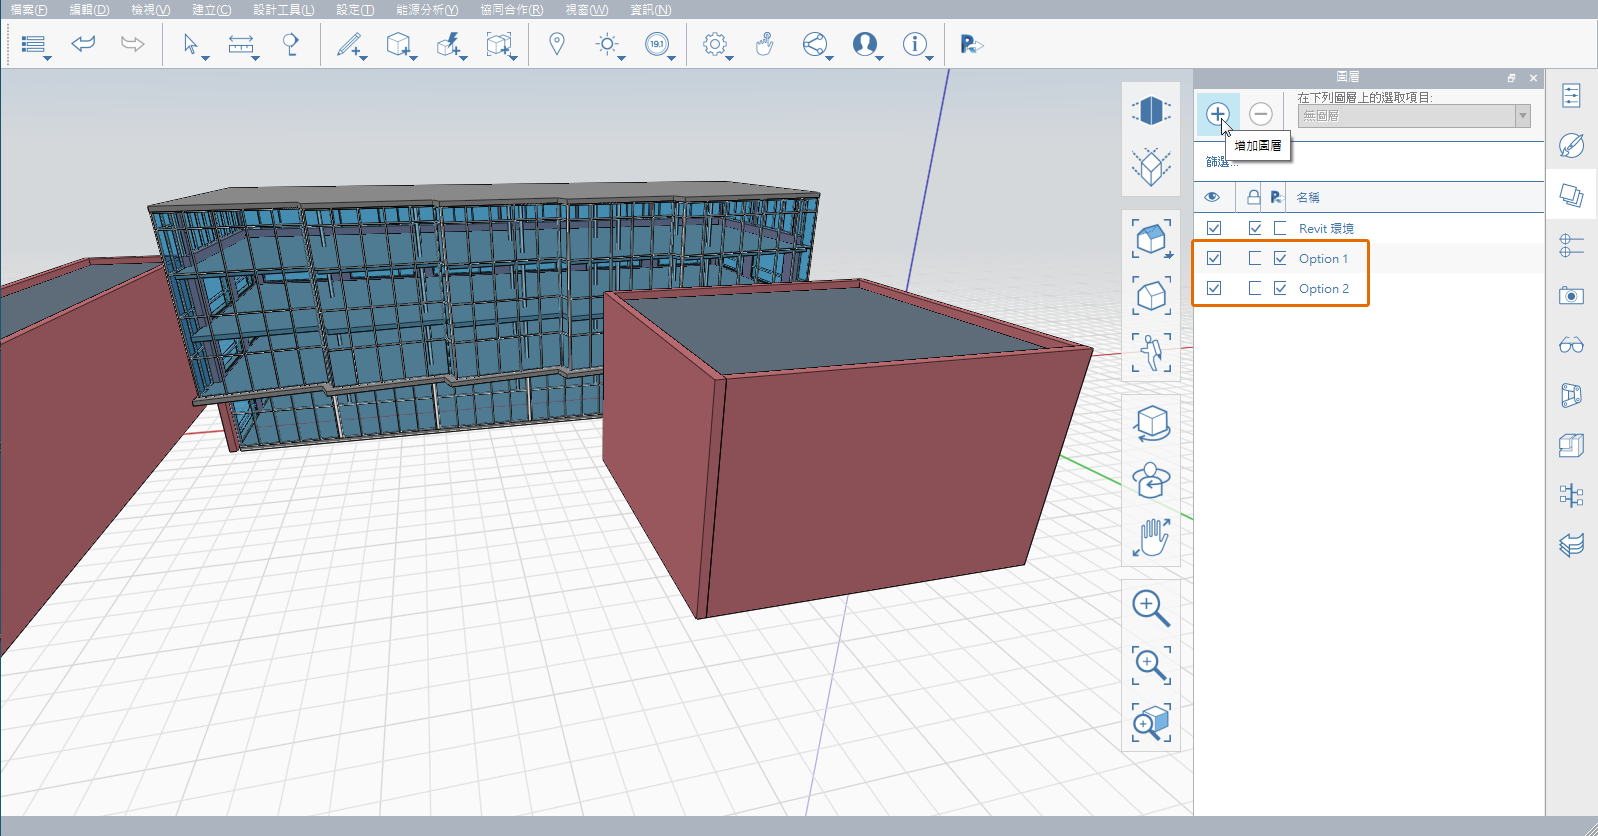 檔案(F) 編輯(D) 檢視(V) 建立(C) 設計工具(L) 設定(T) 能源分析(Y) 協同合作(R) 視窗(W) 資訊(N)
19.1
圖層
在下列圖層上的選取項目:
無圖層
增加圖層
篩選...
名稱
Revit 環境
Option 1
Option 2